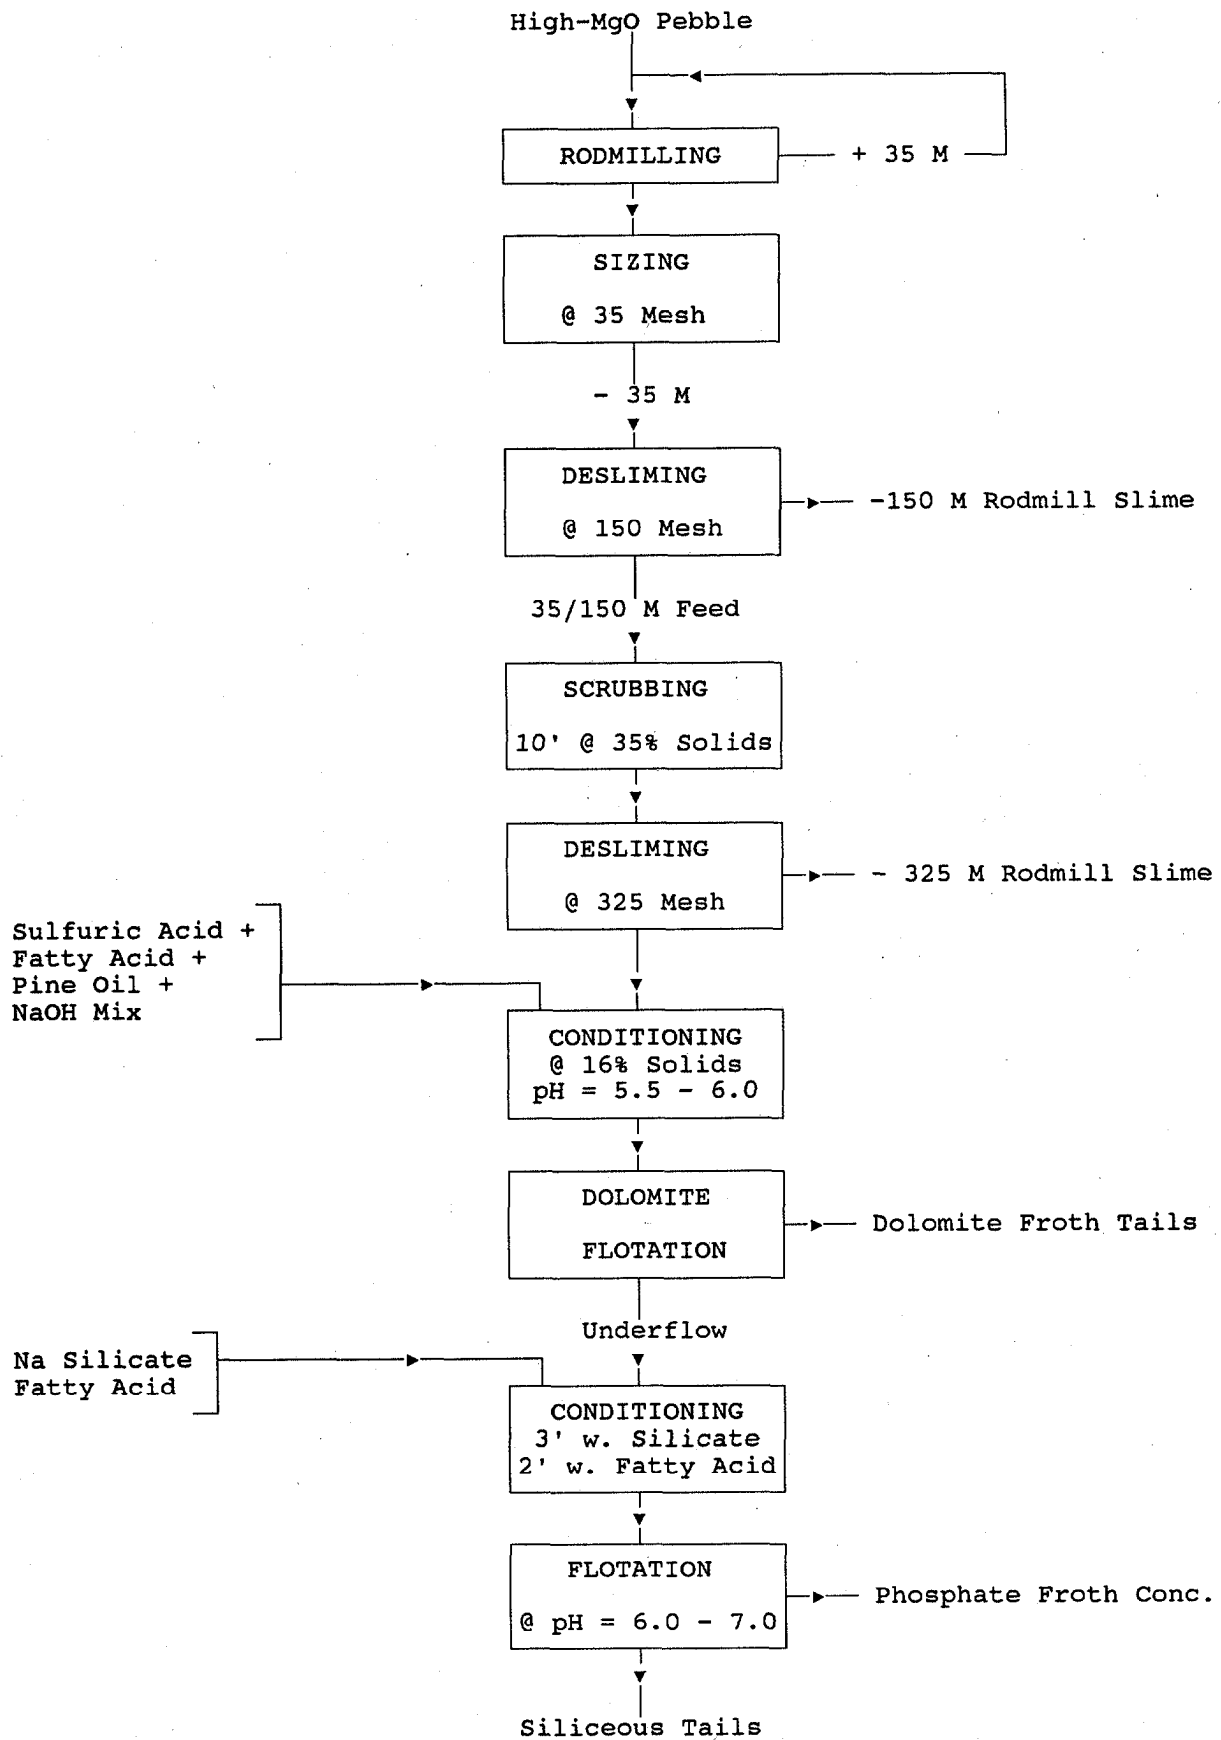 High-MgO Pebble
RODMILLING
+ 35 M
SIZING
@ 35 Mesh
- 35 M
DESLIMING
@ 150 Mesh
-150 M Rodmill Slime
35/150 M Feed
SCRUBBING
10' @ 35% Solids
DESLIMING
@ 325 Mesh
- 325 M Rodmill Slime
Sulfuric Acid +
Fatty Acid +
Pine Oil +
NaOH Mix
CONDITIONING
@ 16% Solids
pH = 5.5 - 6.0
DOLOMITE
FLOTATION
Dolomite Froth Tails
Underflow
Na Silicate
Fatty Acid
CONDITIONING
3' w. Silicate
2' w. Fatty Acid
FLOTATION
@ pH = 6.0 - 7.0
Phosphate Froth Conc.
Siliceous Tails